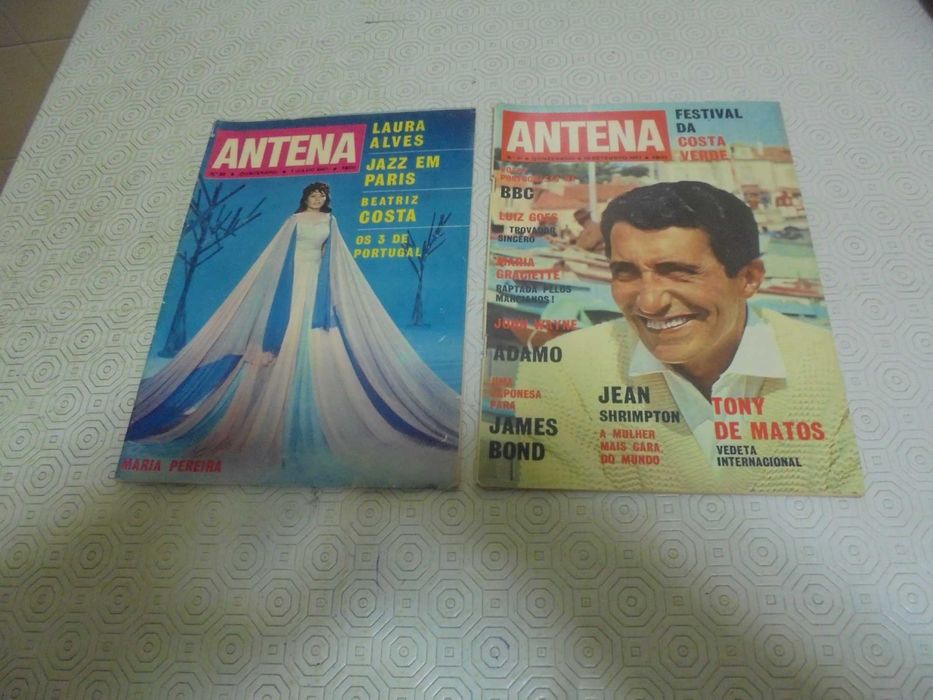 ANTENA
QUINZENÁRIO
LAURA
ALVES
JAZZ EM
PARIS
BEATRIZ
COSTA
OS 3 DE
PORTUGAL
MARIA PEREIRA
ANTENA
QUINZENÁRIO
FESTIVAL
DA
COSTA
VERDE
BBC
LUIZ GOES
TROVADOR
SINCERO
MARIA
GRACIETTE
RAPTADA PELOS
MARCIANOS!
JOHN WAYNE
ADAMO
UMA
JAPONESA
PARA
JAMES
BOND
JEAN
SHRIMPTON
A MULHER
MAIS CARA
DO MUNDO
TONY
DE MATOS
VEDETA
INTERNACIONAL